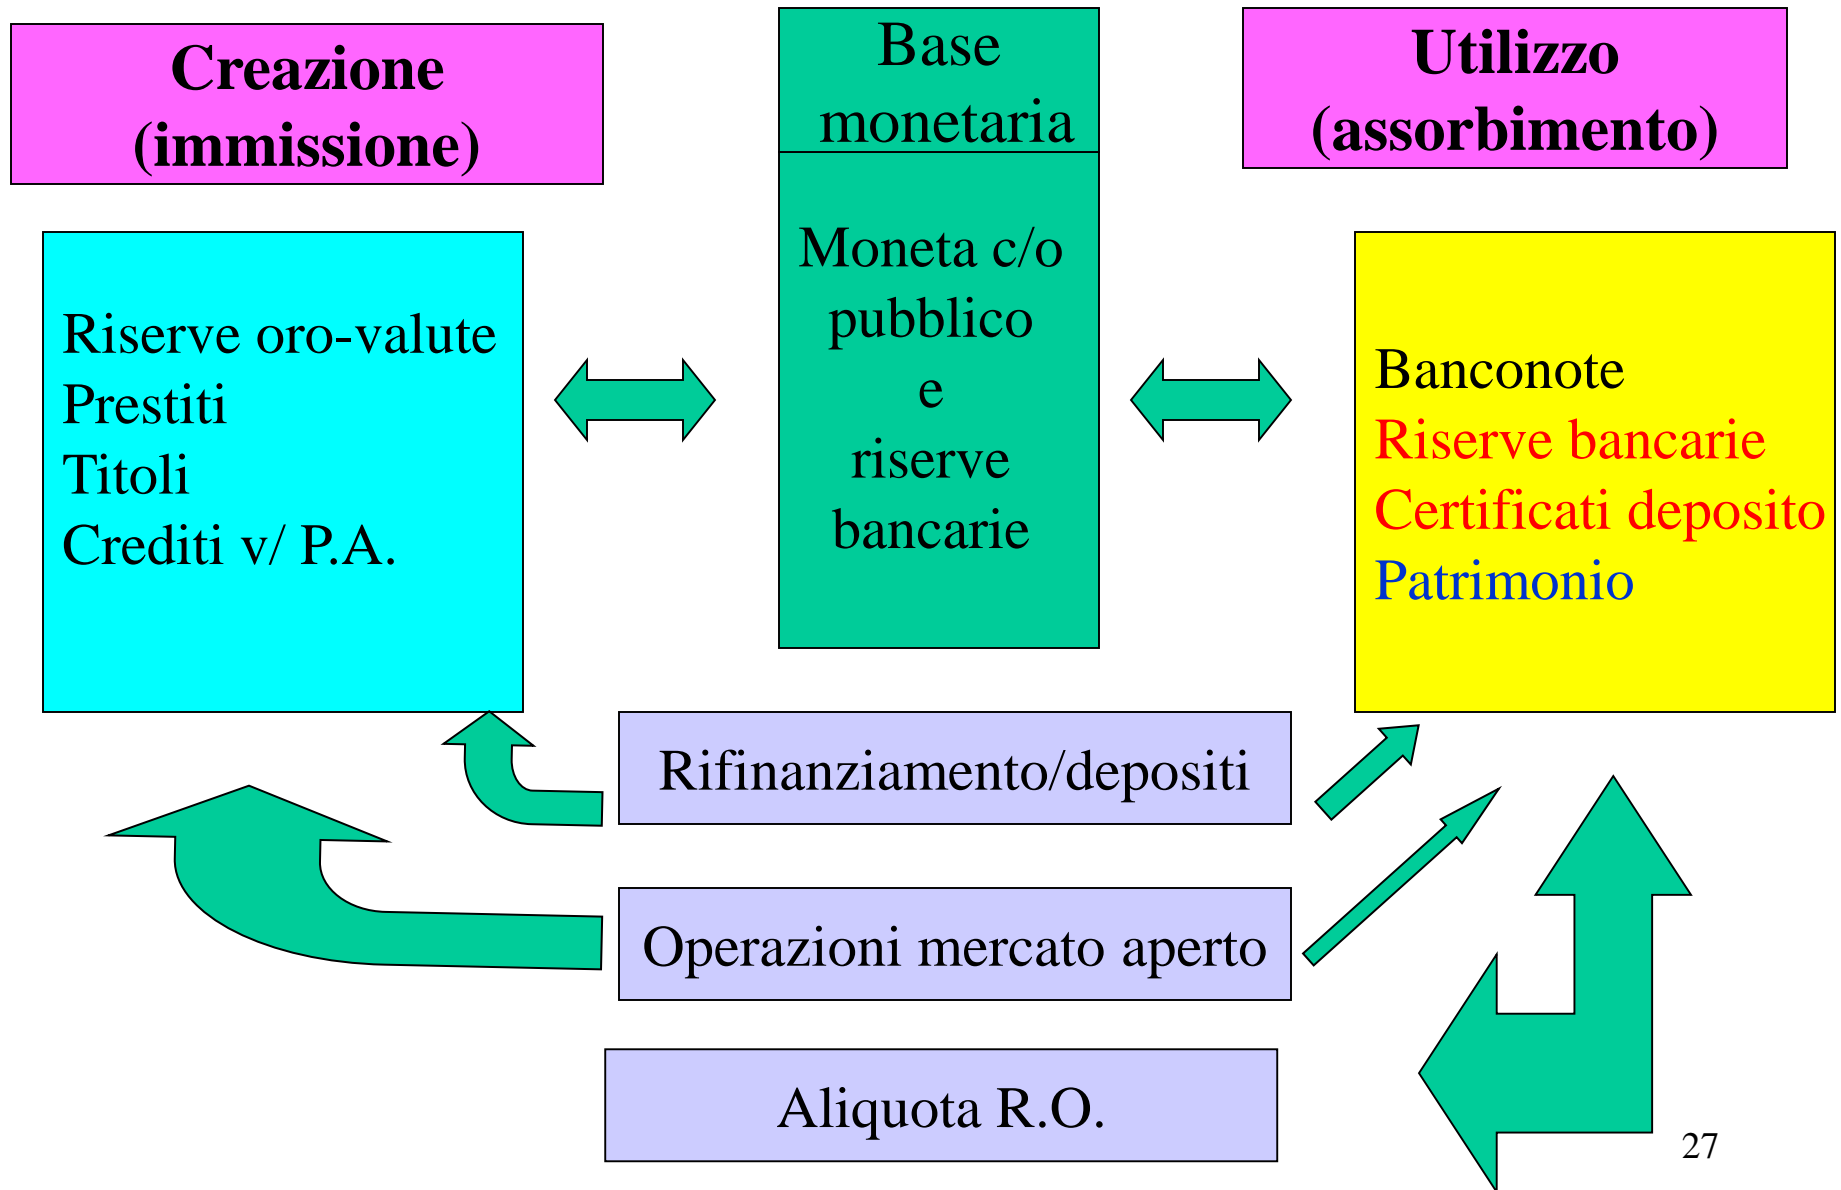 Creazione
(immissione)
Base
monetaria
Utilizzo
(assorbimento)
Riserve oro-valute
Prestiti
Titoli
Crediti v/ P.A.
Moneta c/o
pubblico
e
riserve
bancarie
Banconote
Riserve bancarie
Certificati deposito
Patrimonio
Rifinanziamento/depositi
Operazioni mercato aperto
Aliquota R.O.
27